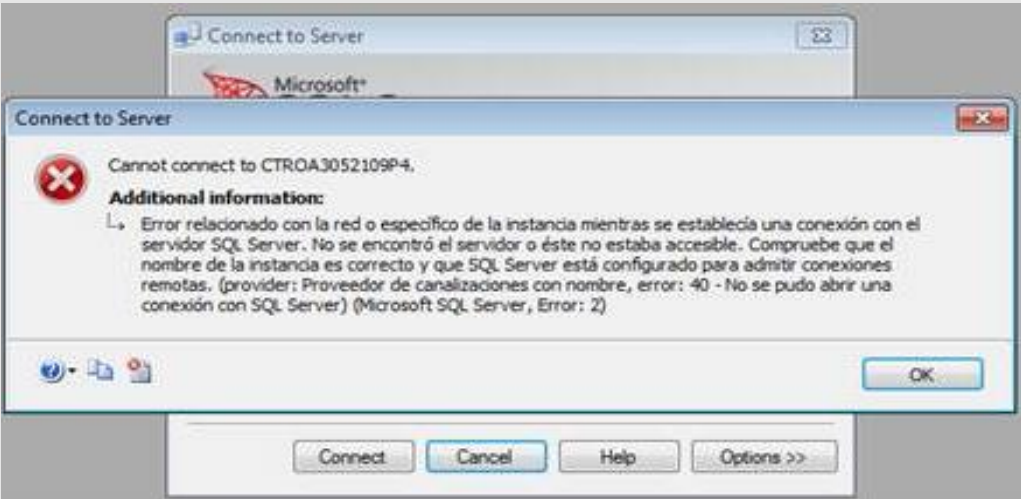 Connect to Server
Microsoft®
Connect to Server
Cannot connect to CTROA3052109P4.
Additional information:
Error relacionado con la red o específico de la instancia mientras se establecía una conexión con el
servidor SQL Server. No se encontró el servidor o éste no estaba accesible. Compruebe que el
nombre de la instancia es correcto y que SQL Server está configurado para admitir conexiones
remotas. (provider: Proveedor de canalizaciones con nombre, error: 40 - No se pudo abrir una
conexión con SQL Server) (Microsoft SQL Server, Error: 2)
OK
Connect Cancel Help Options >>